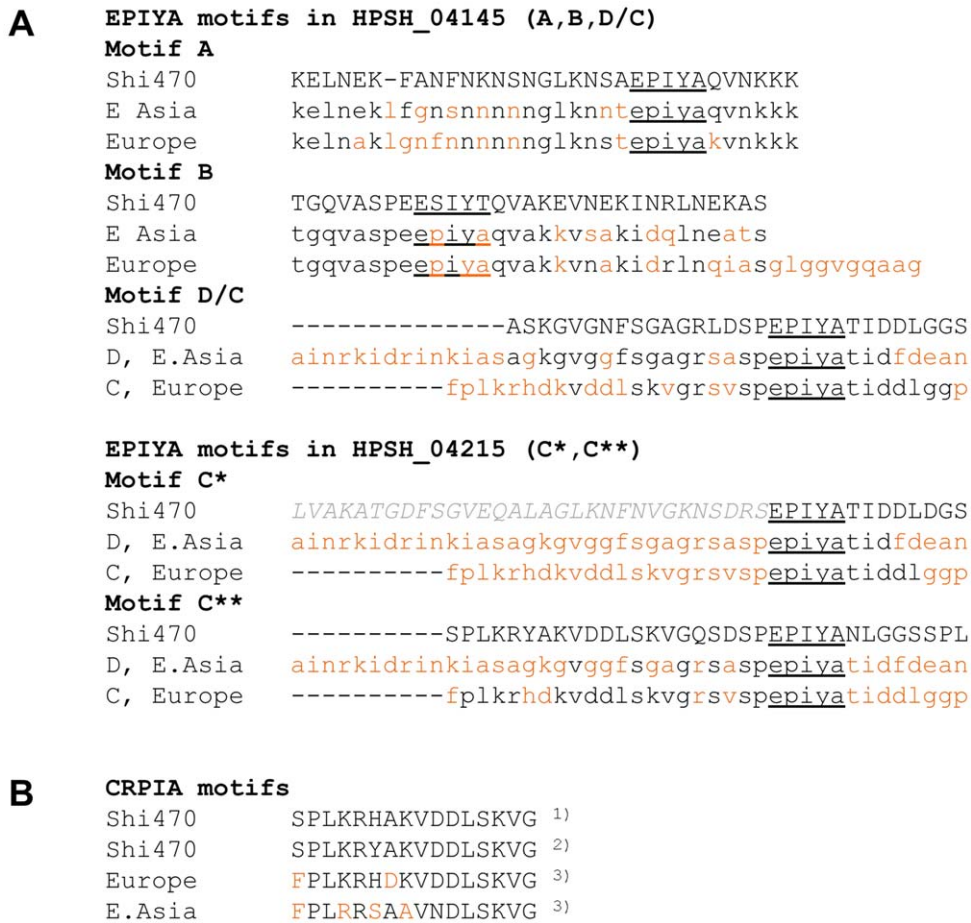 A EPIYA motifs in HPSH_04145 (A,B,D/C)
Motif A
Shi470 KELNEK-FANFNKNSNGLKNSAEPIYAQVNKKK
E Asia kelneklfgnsnnnnnglknntepiyaqvnkkk
Europe kelnaklgnfnnnnnnglknstepiyakvnkkk
Motif B
Shi470 TGQVASPEESIYTQVAKEVNEKINRLNEKAS
E Asia tgqvaspeepiyaqvakkvsakidqlneats
Europe tgqvaspeepiyaqvakkvnakidrlnqiasglggvgqaag
Motif D/C
Shi470 --------------ASKGVGNFSGAGRLDSPEPIYATIDDLGGS
D, E.Asia ainrkidrinkiasagkgvggfsgagrsaspepiyatidfdean
C, Europe ----------fplkrhdkvddlskvgrsvspepiyatiddlggp
EPIYA motifs in HPSH_04215 (C*,C**)
Motif C*
Shi470 LVAKATGDFSGVEQALAGLKNFNVGKNSDRSEPIYATIDDLDGS
D, E.Asia ainrkidrinkiasagkgvggfsgagrsaspepiyatidfdean
C, Europe ----------fplkrhdkvddlskvgrsvspepiyatiddlggp
Motif C**
Shi470 ----------SPLKRYAKVDDLSKVGQSDSPEPIYANLGGSSPL
D, E.Asia ainrkidrinkiasagkgvggfsgagrsaspepiyatidfdean
C, Europe ----------fplkrhdkvddlskvgrsvspepiyatiddlggp
B CRPIA motifs
Shi470 SPLKRHAKVDDLSKVG 1)
Shi470 SPLKRYAKVDDLSKVG 2)
Europe FPLKRHDKVDDLSKVG 3)
E.Asia FPLRRSAAVNDLSKVG 3)